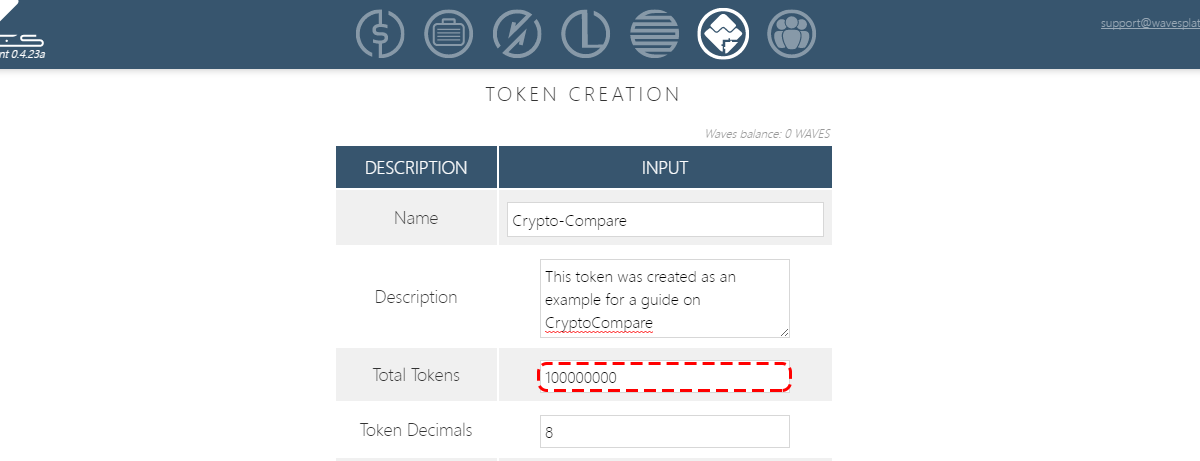 support@wavesplat
nt 0.4.23a
TOKEN CREATION
Waves balance: 0 WAVES
DESCRIPTION INPUT
Name Crypto-Compare
Description
This token was created as an
example for a guide on
CryptoCompare
Total Tokens 100000000
Token Decimals 8